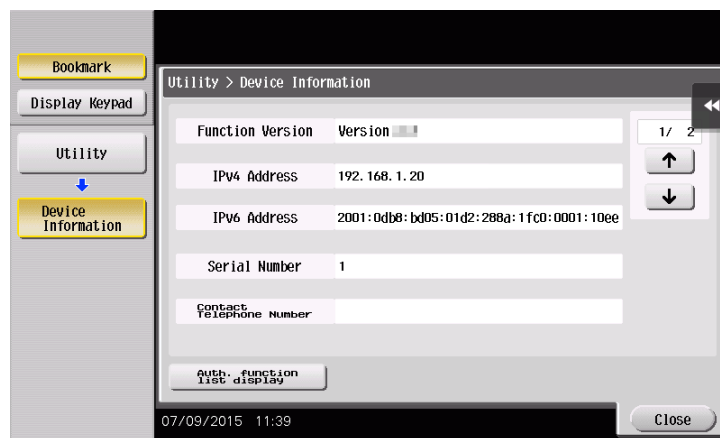 Bookmark
Display Keypad
Utility
Device
Information
Utility > Device Information
Function Version Version
1/ 2
IPv4 Address 192.168.1.20
IPv6 Address 2001:0db8:bd05:01d2:288a:1fc0:0001:10ee
Serial Number 1
Contact
Telephone Number
Auth. function
list display
07/09/2015 11:39
Close